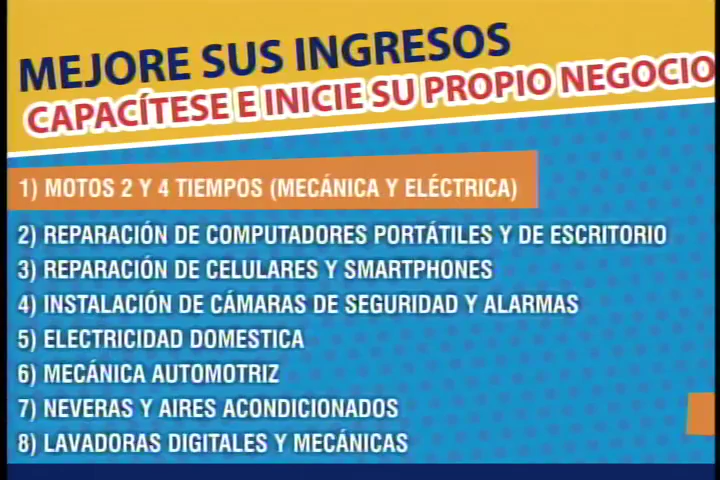 MEJORE SUS INGRESOS
CAPACÍTESE E INICIE SU PROPIO NEGOCIO
1) MOTOS 2 Y 4 TIEMPOS (MECÁNICA Y ELÉCTRICA)
2) REPARACIÓN DE COMPUTADORES PORTÁTILES Y DE ESCRITORIO
3) REPARACIÓN DE CELULARES Y SMARTPHONES
4) INSTALACIÓN DE CÁMARAS DE SEGURIDAD Y ALARMAS
5) ELECTRICIDAD DOMESTICA
6) MECÁNICA AUTOMOTRIZ
7) NEVERAS Y AIRES ACONDICIONADOS
8) LAVADORAS DIGITALES Y MECÁNICAS